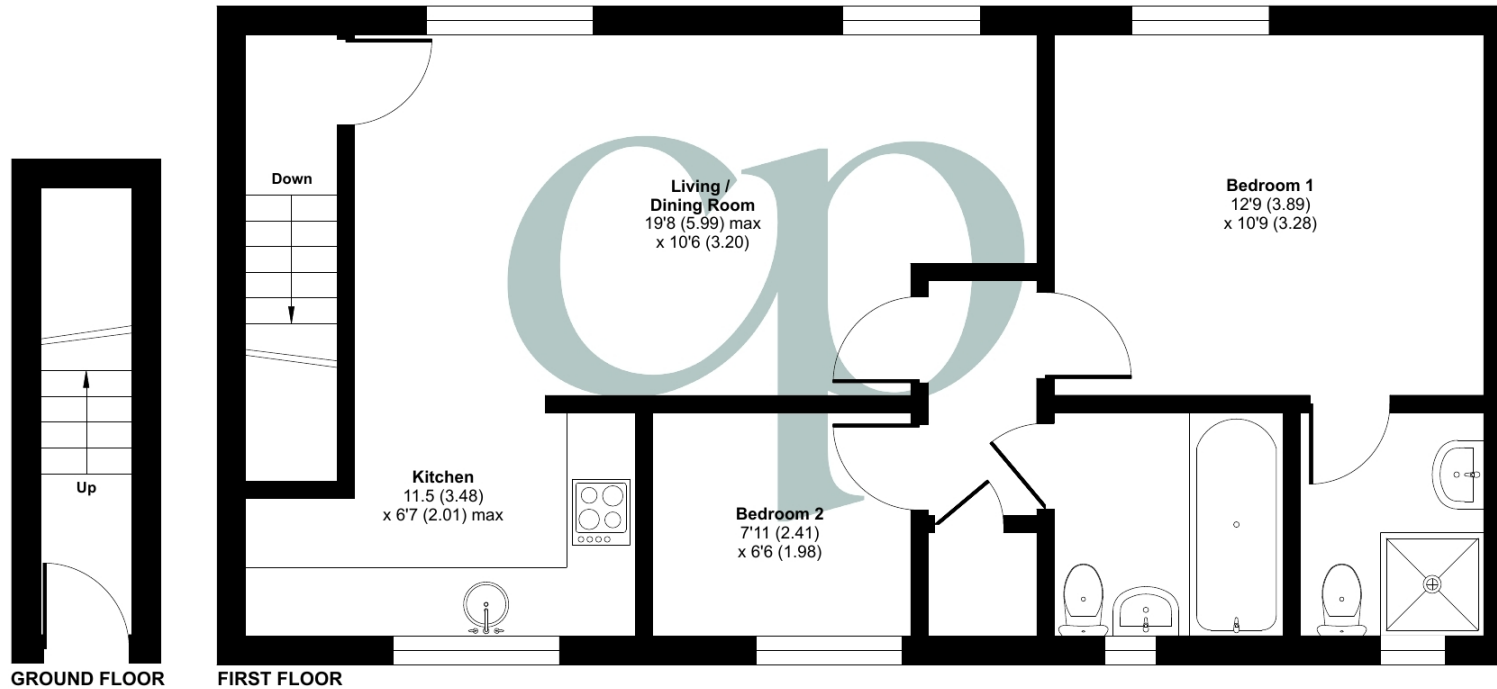 Down
Living /
Dining Room
19'8 (5.99) max
x 10'6 (3.20)
Bedroom 1
12'9 (3.89)
x 10'9 (3.28)
cp
Up
Kitchen
11.5 (3.48)
x 6'7 (2.01) max
Bedroom 2
7'11 (2.41)
x 6'6 (1.98)
GROUND FLOOR
FIRST FLOOR